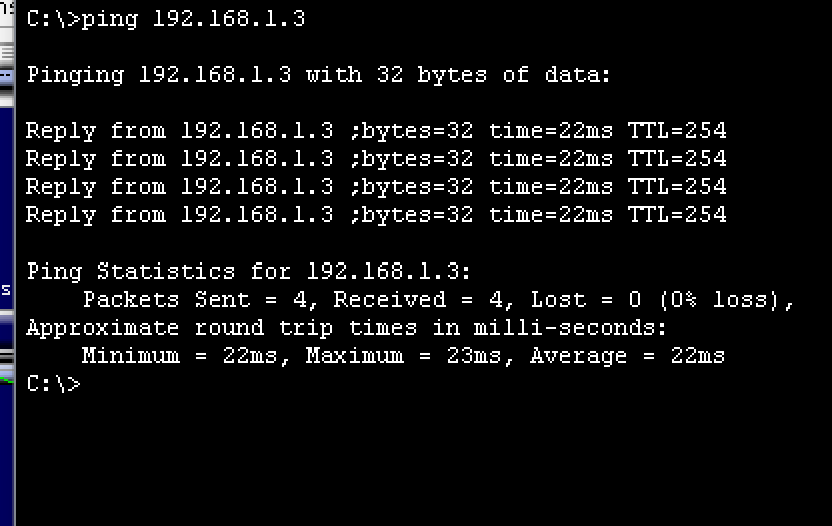 C:\>ping 192.168.1.3
Pinging 192.168.1.3 with 32 bytes of data:
Reply from 192.168.1.3 ;bytes=32 time=22ms TTL=254
Reply from 192.168.1.3 ;bytes=32 time=22ms TTL=254
Reply from 192.168.1.3 ;bytes=32 time=22ms TTL=254
Reply from 192.168.1.3 ;bytes=32 time=22ms TTL=254
Ping Statistics for 192.168.1.3:
Packets Sent = 4, Received = 4, Lost = 0 (0% loss),
Approximate round trip times in milli-seconds:
Minimum = 22ms, Maximum = 23ms, Average = 22ms
C:\>